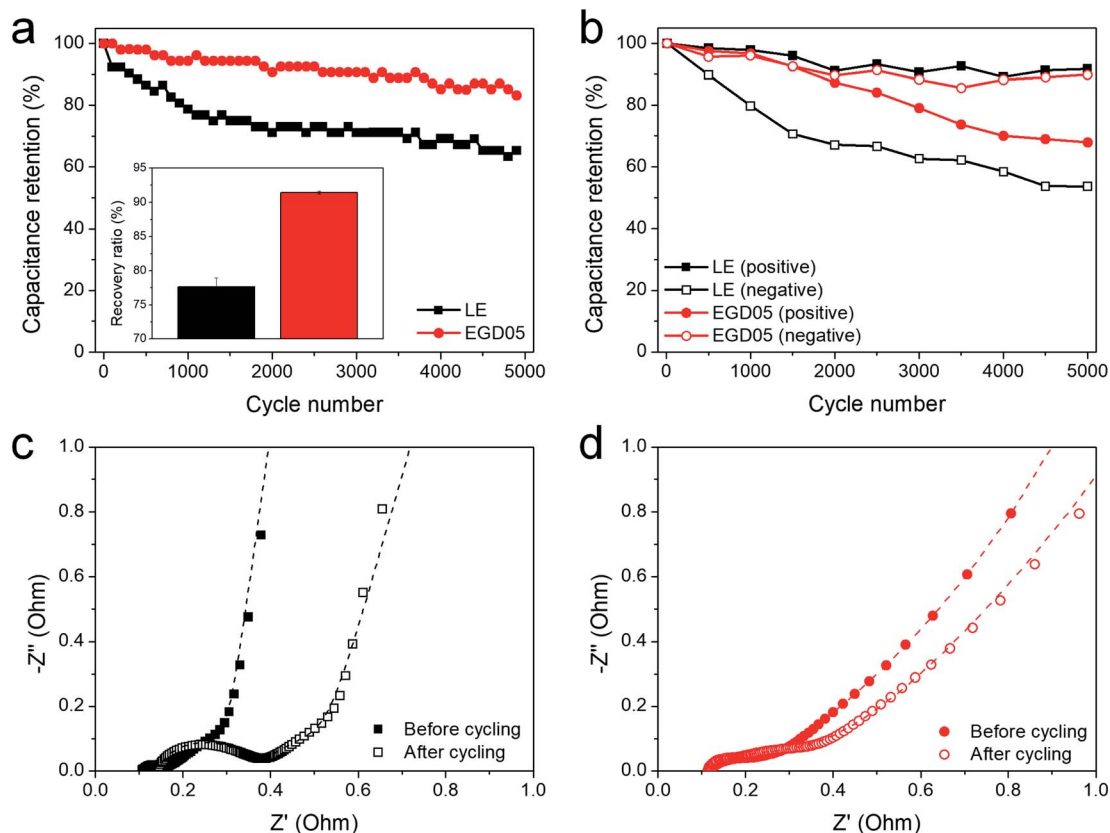 a
Capacitance retention (%)
100
80
60
40
20
0
0 1000 2000 3000 4000 5000
Cycle number
Recovery ratio (%)
95
90
85
80
75
70
LE
EGD05
b
Capacitance retention (%)
100
80
60
40
20
0
0 1000 2000 3000 4000 5000
Cycle number
LE (positive)
LE (negative)
EGD05 (positive)
EGD05 (negative)
c
-Z" (Ohm)
1.0
0.8
0.6
0.4
0.2
0.0
0.0 0.2 0.4 0.6 0.8 1.0
Z' (Ohm)
Before cycling
After cycling
d
-Z" (Ohm)
1.0
0.8
0.6
0.4
0.2
0.0
0.0 0.2 0.4 0.6 0.8 1.0
Z' (Ohm)
Before cycling
After cycling